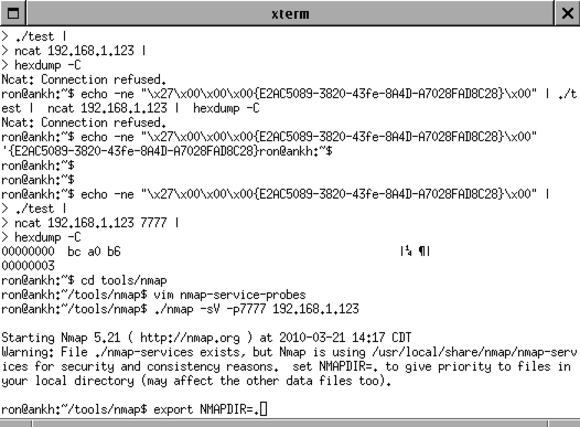 xterm
> ./test |
> ncat 192.168.1.123 |
> hexdump -C
Ncat: Connection refused.
ron@ankh:~$ echo -ne "\x27\x00\x00\x00{E2AC5089-3820-43fe-8A4D-A7028FAD8C28}\x00" | ./t
est |  ncat 192.168.1.123 |  hexdump -C
Ncat: Connection refused.
ron@ankh:~$ echo -ne "\x27\x00\x00\x00{E2AC5089-3820-43fe-8A4D-A7028FAD8C28}\x00"
'{E2AC5089-3820-43fe-8A4D-A7028FAD8C28}ron@ankh:~$
ron@ankh:~$
ron@ankh:~$
ron@ankh:~$ echo -ne "\x27\x00\x00\x00{E2AC5089-3820-43fe-8A4D-A7028FAD8C28}\x00" |
> ./test |
> ncat 192.168.1.123 7777 |
> hexdump -C
00000000  bc a0 b6                                          |¼ ¶|
00000003
ron@ankh:~$ cd tools/nmap
ron@ankh:~/tools/nmap$ vim nmap-service-probes
ron@ankh:~/tools/nmap$ ./nmap -sV -p7777 192.168.1.123
Starting Nmap 5.21 ( http://nmap.org ) at 2010-03-21 14:17 CDT
Warning: File ./nmap-services exists, but Nmap is using /usr/local/share/nmap/nmap-serv
ices for security and consistency reasons.  set NMAPDIR=. to give priority to files in
your local directory (may affect the other data files too).
ron@ankh:~/tools/nmap$ export NMAPDIR=.